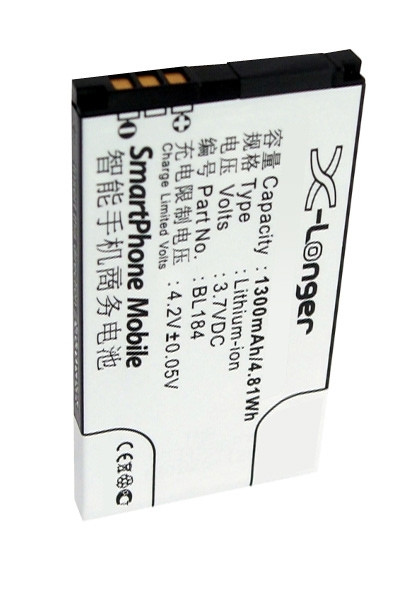 X-Longer
容量 Capacity : 1300mAh/4.81Wh
规格 Type : Lithium-ion
电压 Volts : 3.7VDC
编号 Part NO. : BL184
充电限制电压 : 4.2V±0.05V
Charge Limited Volts
SmartPhone Mobile
智能手机商务电池
CE